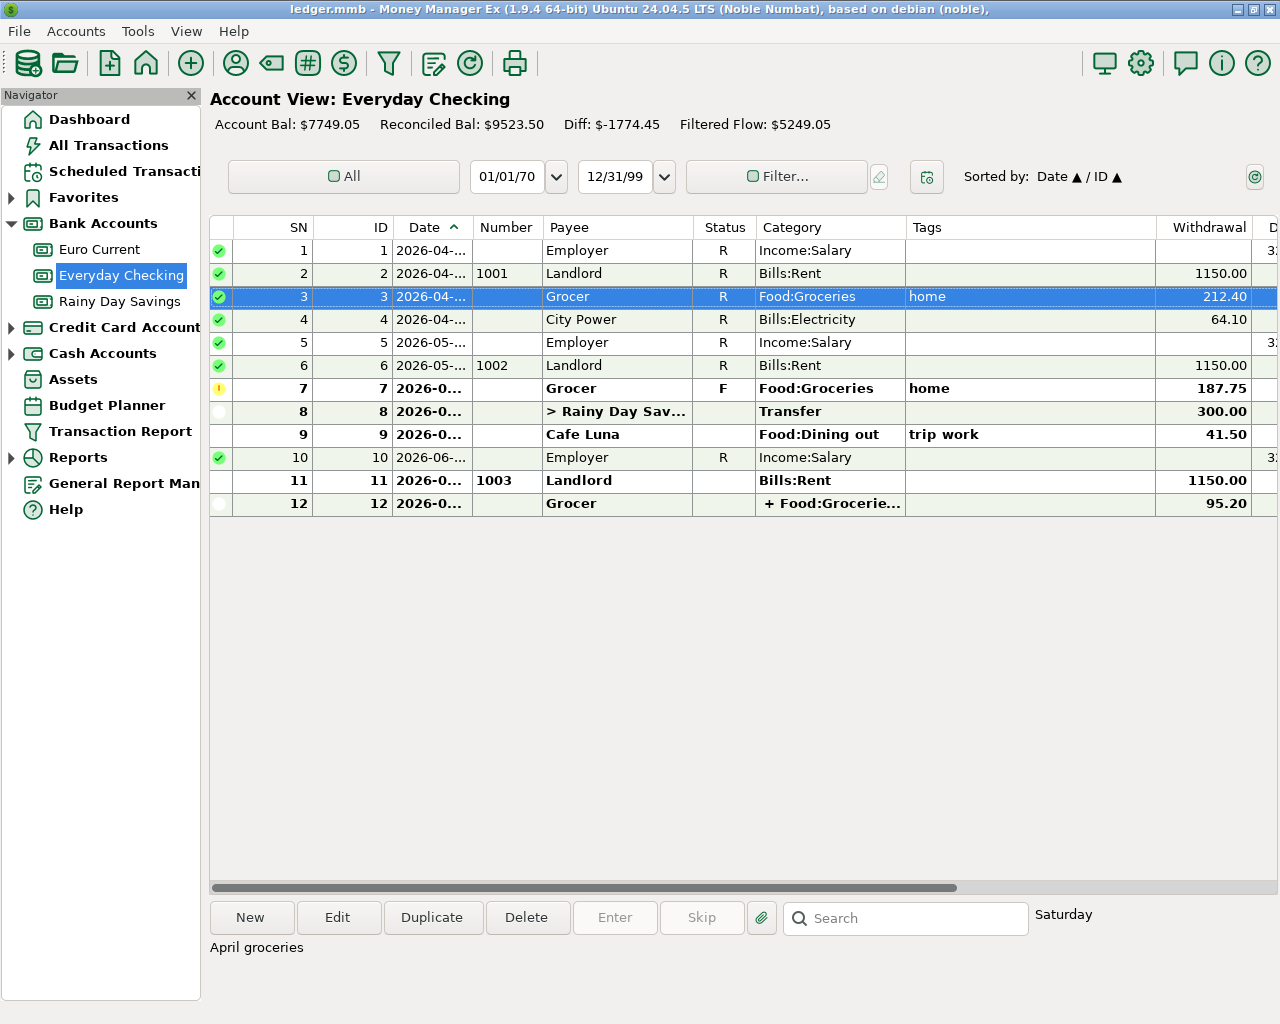 ledger.mmb - Money Manager Ex (1.9.4 64-bit) Ubuntu 24.04.5 LTS (Noble Numbat), based on debian (noble),
File Accounts Tools View Help
Navigator
Dashboard
All Transactions
Scheduled Transacti
Favorites
Bank Accounts
Euro Current
Everyday Checking
Rainy Day Savings
Credit Card Account
Cash Accounts
Assets
Budget Planner
Transaction Report
Reports
General Report Man
Help
Account View: Everyday Checking
Account Bal: $7749.05 Reconciled Bal: $9523.50 Diff: $-1774.45 Filtered Flow: $5249.05
All 01/01/70 12/31/99 Filter... Sorted by: Date ▲ / ID ▲
SN ID Date Number Payee Status Category Tags Withdrawal D
1 1 2026-04-... Employer R Income:Salary 32
2 2 2026-04-... 1001 Landlord R Bills:Rent 1150.00
3 3 2026-04-... Grocer R Food:Groceries home 212.40
4 4 2026-04-... City Power R Bills:Electricity 64.10
5 5 2026-05-... Employer R Income:Salary 32
6 6 2026-05-... 1002 Landlord R Bills:Rent 1150.00
7 7 2026-0... Grocer F Food:Groceries home 187.75
8 8 2026-0... > Rainy Day Sav... Transfer 300.00
9 9 2026-0... Cafe Luna Food:Dining out trip work 41.50
10 10 2026-06-... Employer R Income:Salary 32
11 11 2026-0... 1003 Landlord Bills:Rent 1150.00
12 12 2026-0... Grocer + Food:Grocerie... 95.20
New Edit Duplicate Delete Enter Skip Search Saturday
April groceries